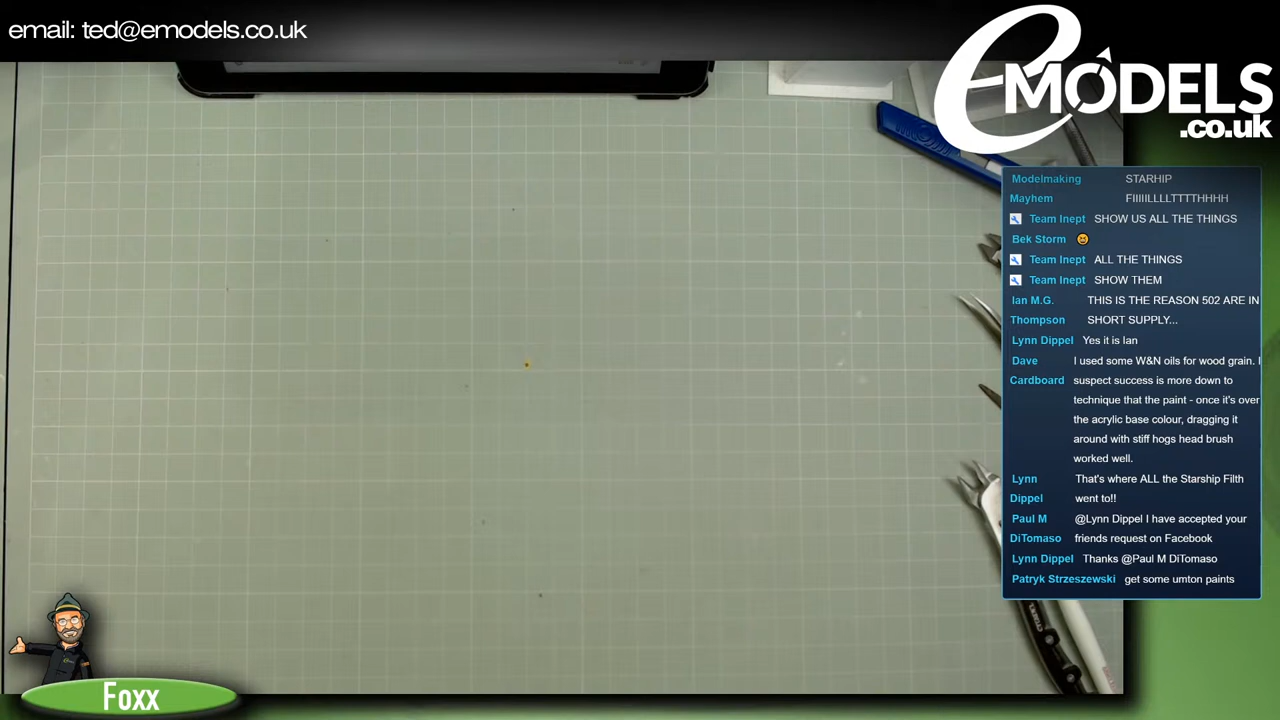 email: ted@emodels.co.uk
eMODELS
.co.uk
Modelmaking STARHIP
Mayhem FIIIIILLLLTTTTHHHH
Team Inept SHOW US ALL THE THINGS
Bek Storm
Team Inept ALL THE THINGS
Team Inept SHOW THEM
Ian M.G. THIS IS THE REASON 502 ARE IN
Thompson SHORT SUPPLY...
Lynn Dippel Yes it is Ian
Dave I used some W&N oils for wood grain. I
Cardboard suspect success is more down to
technique that the paint - once it's over
the acrylic base colour, dragging it
around with stiff hogs head brush
worked well.
Lynn That's where ALL the Starship Filth
Dippel went to!!
Paul M @Lynn Dippel I have accepted your
DiTomaso friends request on Facebook
Lynn Dippel Thanks @Paul M DiTomaso
Patryk Strzeszewski get some umton paints
Foxx